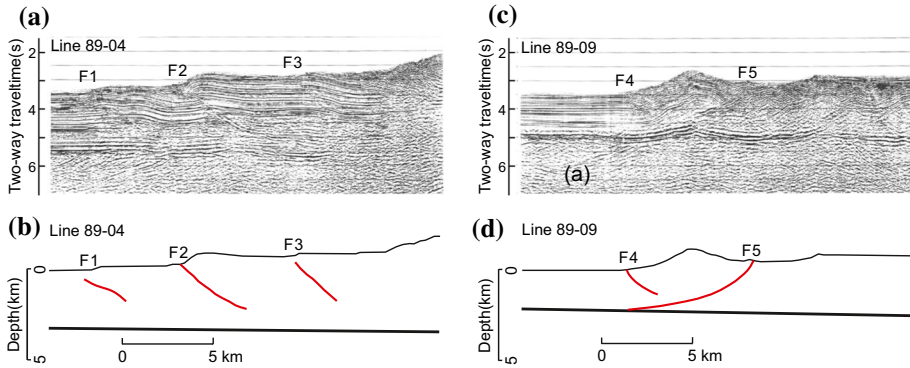 (a)
Line 89-04
Two-way traveltime(s)
2
4
6
F1
F2
F3
(c)
Line 89-09
Two-way traveltime(s)
2
4
6
F4
F5
(a)
(b)
Line 89-04
Depth(km)
0
5
F1
F2
F3
0
5 km
(d)
Line 89-09
Depth(km)
0
5
F4
F5
0
5 km